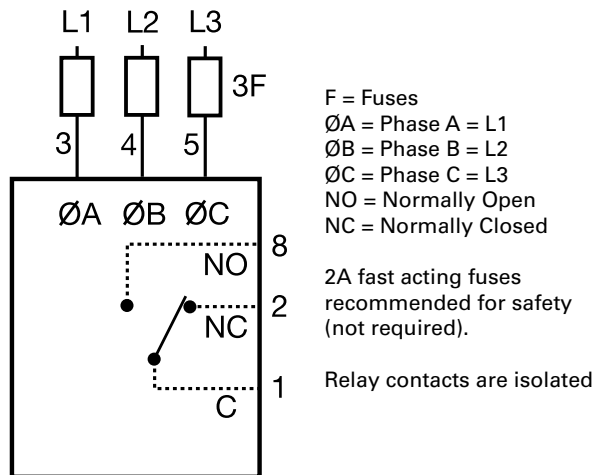 L1 L2 L3
3F
3 4 5
ØA ØB ØC
8
NO
2
NC
1
C
F = Fuses
ØA = Phase A = L1
ØB = Phase B = L2
ØC = Phase C = L3
NO = Normally Open
NC = Normally Closed
2A fast acting fuses
recommended for safety
(not required).
Relay contacts are isolated